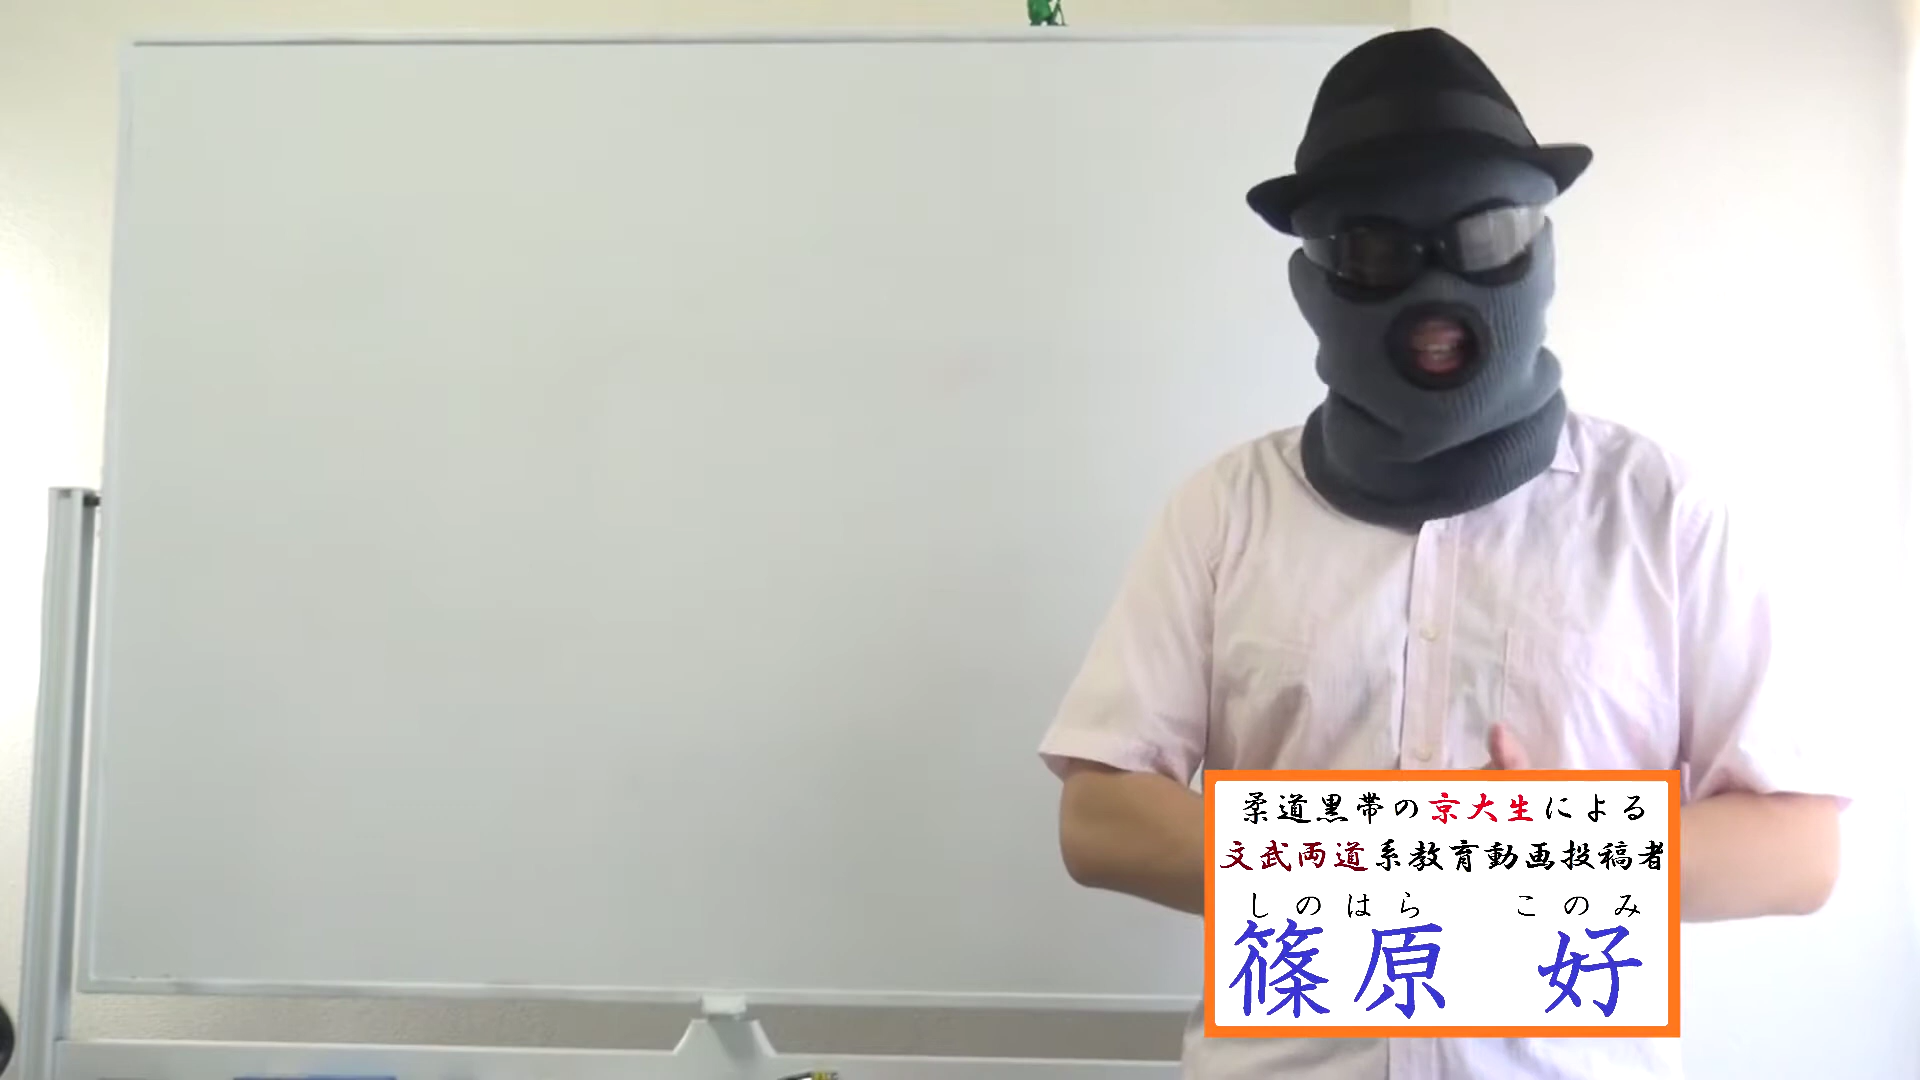 柔道黒帯の京大生による
文武両道系教育動画投稿者
しのはら このみ
篠原 好